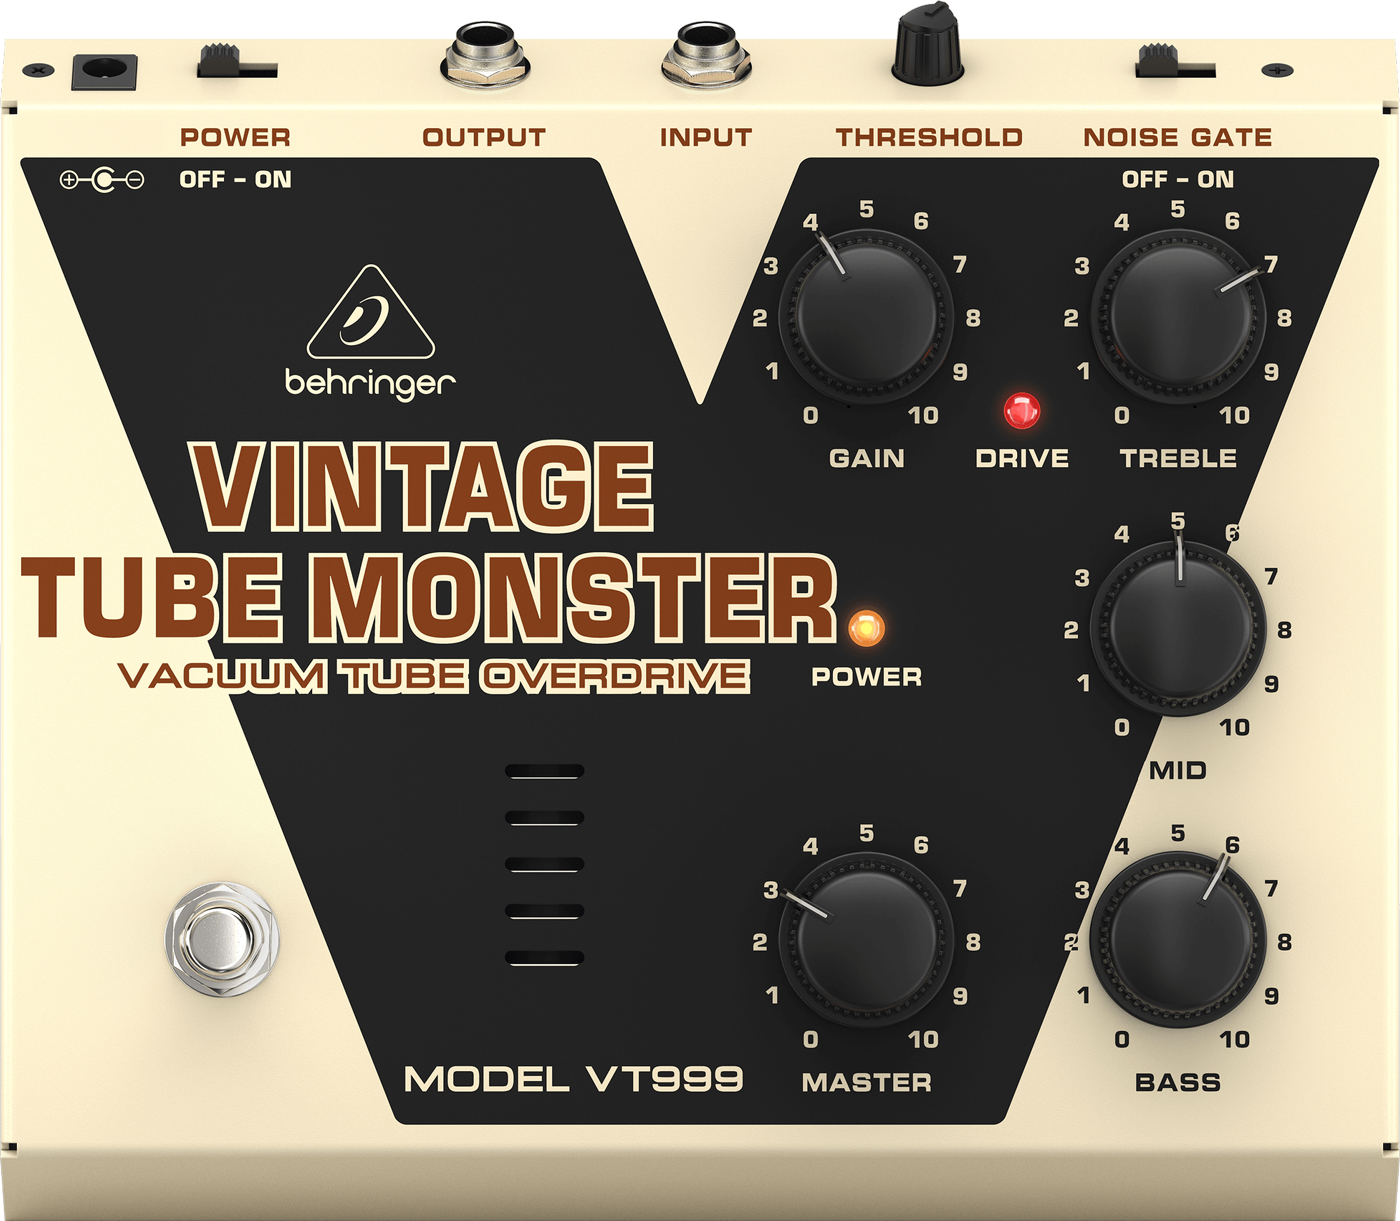 POWER OUTPUT INPUT THRESHOLD NOISE GATE
OFF - ON OFF - ON
behringer
4 5 6
3 7
2 8
1 9
0 10
GAIN
DRIVE
4 5 6
3 7
2 8
1 9
0 10
TREBLE
VINTAGE
TUBE MONSTER
VACUUM TUBE OVERDRIVE
POWER
4 5 6
3 7
2 8
1 9
0 10
MID
4 5 6
3 7
2 8
1 9
0 10
MASTER
4 5 6
3 7
2 8
1 9
0 10
BASS
MODEL VT999